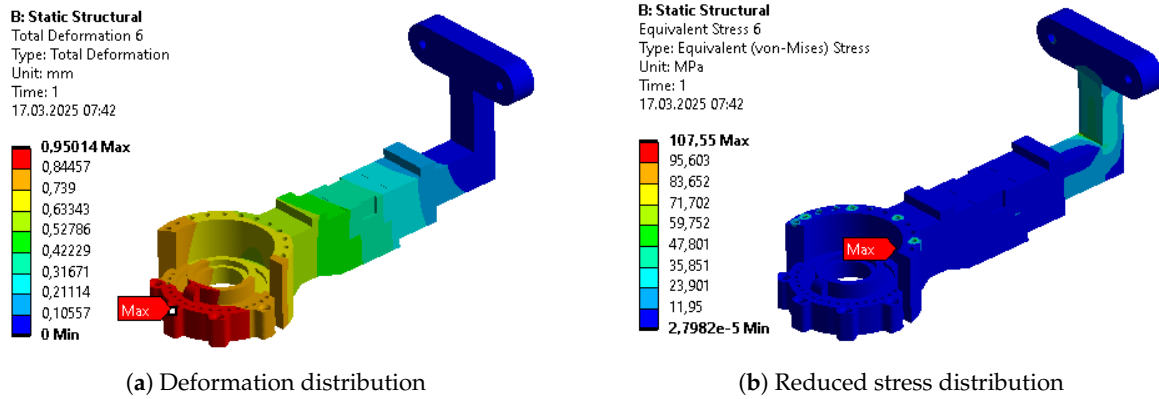 B: Static Structural
Total Deformation 6
Type: Total Deformation
Unit: mm
Time: 1
17.03.2025 07:42
0,95014 Max
0,84457
0,739
0,63343
0,52786
0,42229
0,31671
0,21114
0,10557
0 Min
Max
(a) Deformation distribution
B: Static Structural
Equivalent Stress 6
Type: Equivalent (von-Mises) Stress
Unit: MPa
Time: 1
17.03.2025 07:42
107,55 Max
95,603
83,652
71,702
59,752
47,801
35,851
23,901
11,95
2,7982e-5 Min
Max
(b) Reduced stress distribution